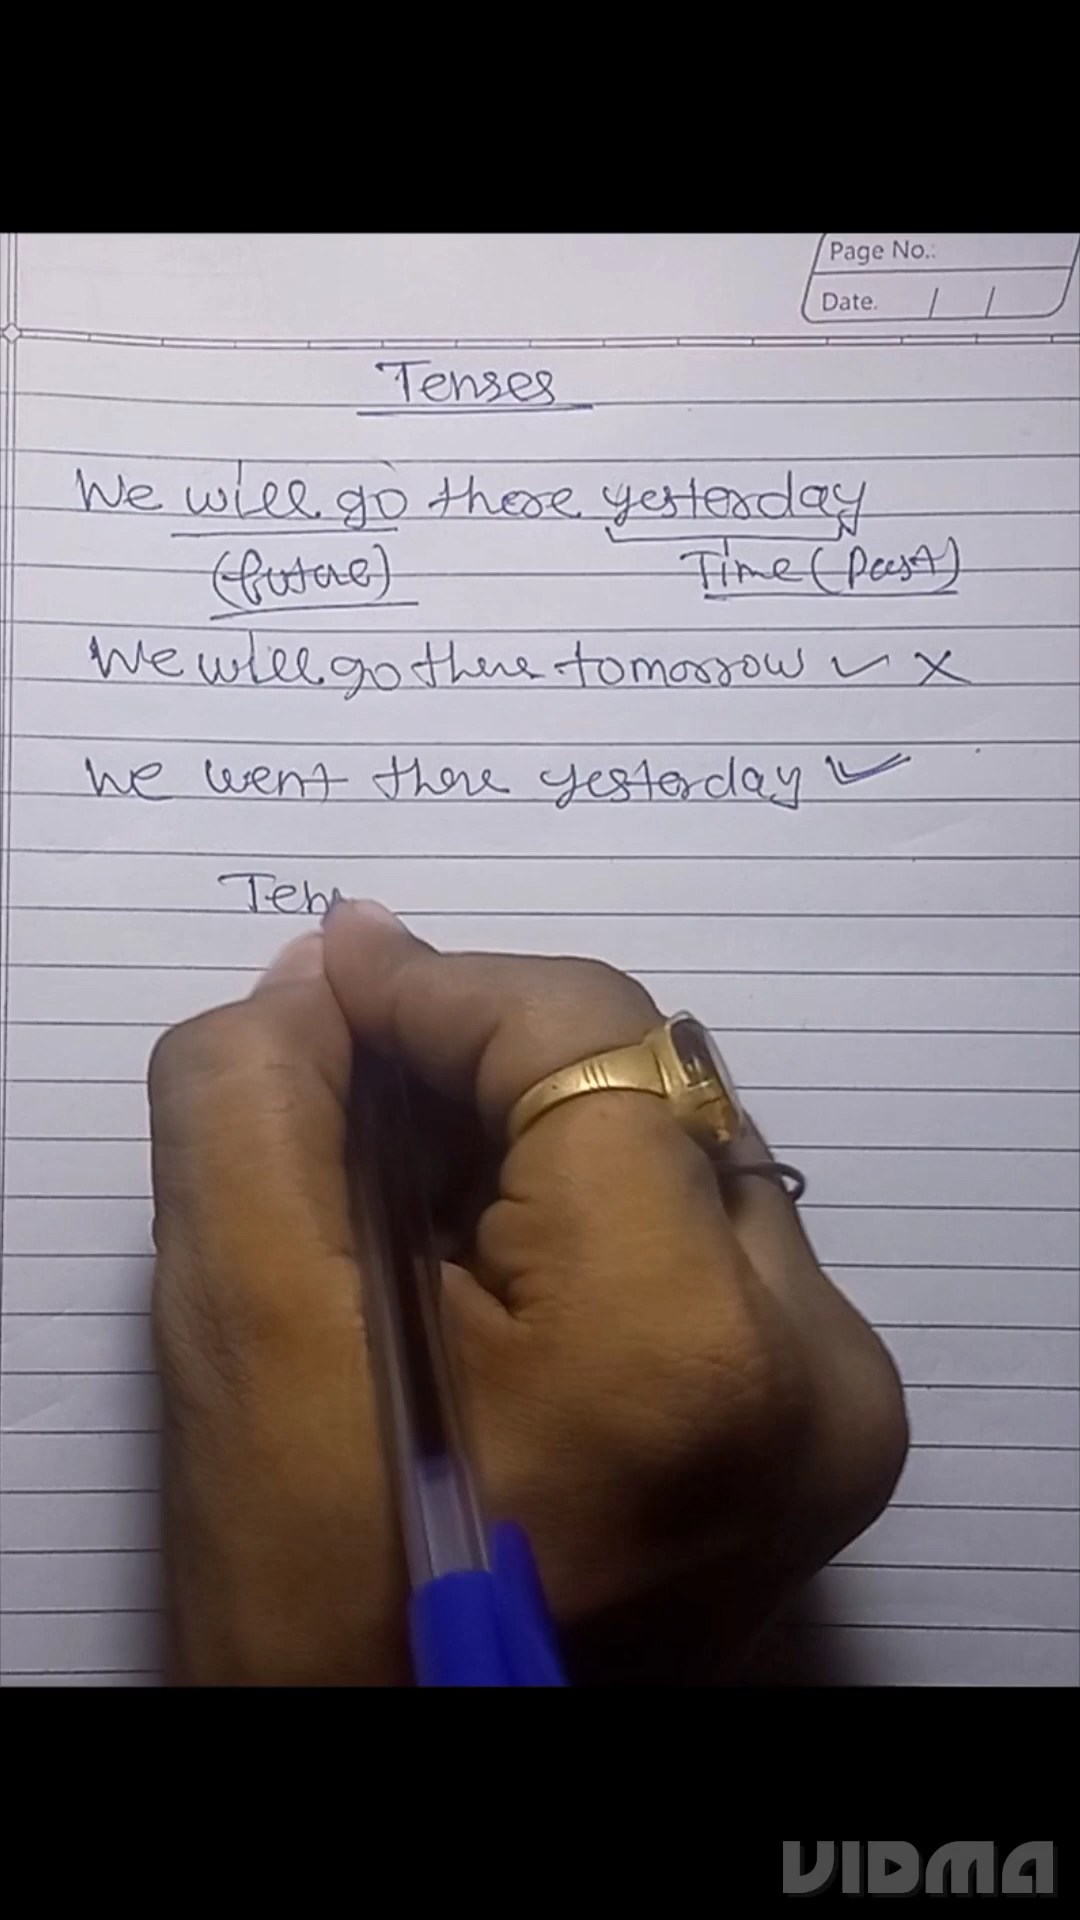 Page No.:
Date. / /
Tenses
We will go there yesterday
(future) Time (Past)
We will go there tomorrow ✓ ×
We went there yesterday ✓
Ten
VIDMA